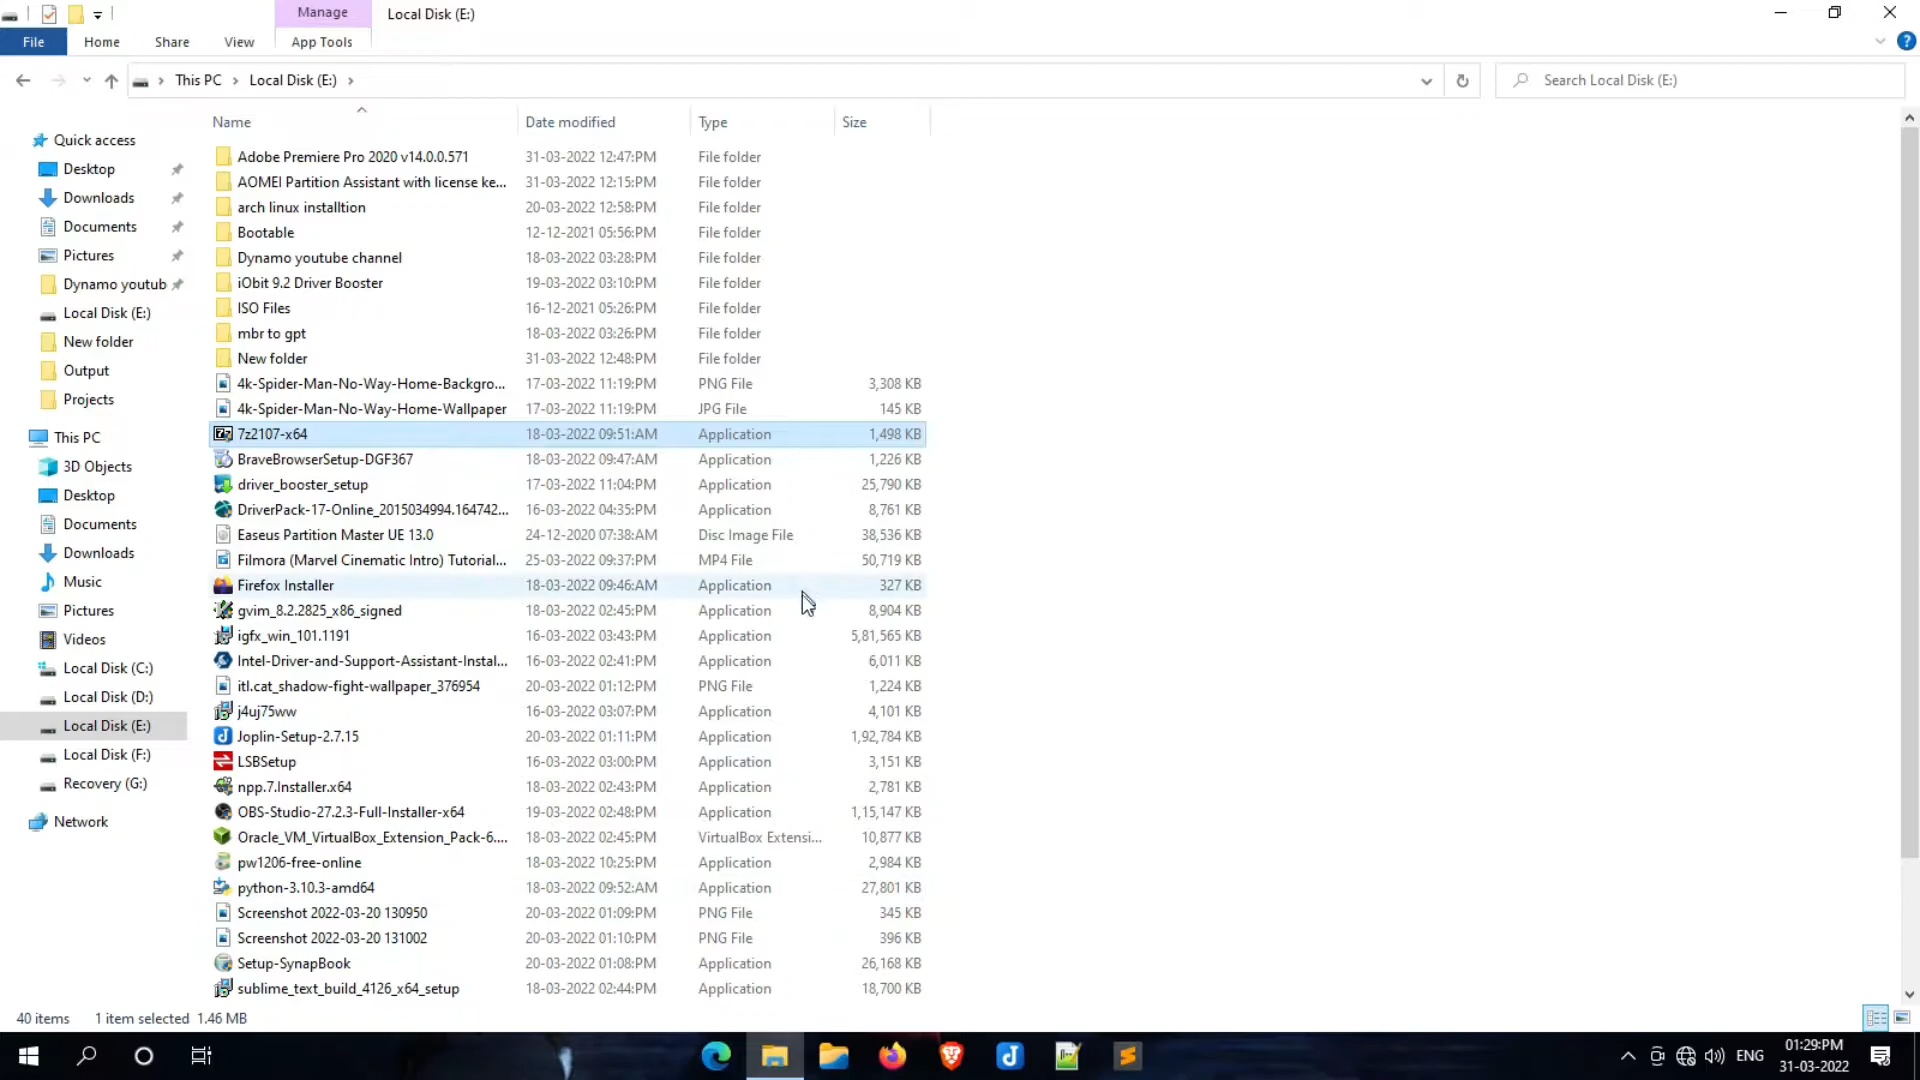 Manage
Local Disk (E:)
File
Home
Share
View
App Tools
This PC
Local Disk (E:)
Search Local Disk (E:)
Name
Date modified
Type
Size
Quick access
Desktop
Downloads
Documents
Pictures
Dynamo youtub
Local Disk (E:)
New folder
Output
Projects
This PC
3D Objects
Desktop
Documents
Downloads
Music
Pictures
Videos
Local Disk (C:)
Local Disk (D:)
Local Disk (E:)
Local Disk (F:)
Recovery (G:)
Network
Adobe Premiere Pro 2020 v14.0.0.571 31-03-2022 12:47:PM File folder
AOMEI Partition Assistant with license ke... 31-03-2022 12:15:PM File folder
arch linux installtion 20-03-2022 12:58:PM File folder
Bootable 12-12-2021 05:56:PM File folder
Dynamo youtube channel 18-03-2022 03:28:PM File folder
iObit 9.2 Driver Booster 19-03-2022 03:10:PM File folder
ISO Files 16-12-2021 05:26:PM File folder
mbr to gpt 18-03-2022 03:26:PM File folder
New folder 31-03-2022 12:48:PM File folder
4k-Spider-Man-No-Way-Home-Backgro... 17-03-2022 11:19:PM PNG File 3,308 KB
4k-Spider-Man-No-Way-Home-Wallpaper 17-03-2022 11:19:PM JPG File 145 KB
7z2107-x64 18-03-2022 09:51:AM Application 1,498 KB
BraveBrowserSetup-DGF367 18-03-2022 09:47:AM Application 1,226 KB
driver_booster_setup 17-03-2022 11:04:PM Application 25,790 KB
DriverPack-17-Online_2015034994.164742... 16-03-2022 04:35:PM Application 8,761 KB
Easeus Partition Master UE 13.0 24-12-2020 07:38:AM Disc Image File 38,536 KB
Filmora (Marvel Cinematic Intro) Tutorial... 25-03-2022 09:37:PM MP4 File 50,719 KB
Firefox Installer 18-03-2022 09:46:AM Application 327 KB
gvim_8.2.2825_x86_signed 18-03-2022 02:45:PM Application 8,904 KB
igfx_win_101.1191 16-03-2022 03:43:PM Application 5,81,565 KB
Intel-Driver-and-Support-Assistant-Instal... 16-03-2022 02:41:PM Application 6,011 KB
itl.cat_shadow-fight-wallpaper_376954 20-03-2022 01:12:PM PNG File 1,224 KB
j4uj75ww 16-03-2022 03:07:PM Application 4,101 KB
Joplin-Setup-2.7.15 20-03-2022 01:11:PM Application 1,92,784 KB
LSBSetup 16-03-2022 03:00:PM Application 3,151 KB
npp.7.Installer.x64 18-03-2022 02:43:PM Application 2,781 KB
OBS-Studio-27.2.3-Full-Installer-x64 19-03-2022 02:48:PM Application 1,15,147 KB
Oracle_VM_VirtualBox_Extension_Pack-6.... 18-03-2022 02:45:PM VirtualBox Extensi... 10,877 KB
pw1206-free-online 18-03-2022 10:25:PM Application 2,984 KB
python-3.10.3-amd64 18-03-2022 09:52:AM Application 27,801 KB
Screenshot 2022-03-20 130950 20-03-2022 01:09:PM PNG File 345 KB
Screenshot 2022-03-20 131002 20-03-2022 01:10:PM PNG File 396 KB
Setup-SynapBook 20-03-2022 01:08:PM Application 26,168 KB
sublime_text_build_4126_x64_setup 18-03-2022 02:44:PM Application 18,700 KB
40 items 1 item selected 1.46 MB
ENG
01:29:PM
31-03-2022